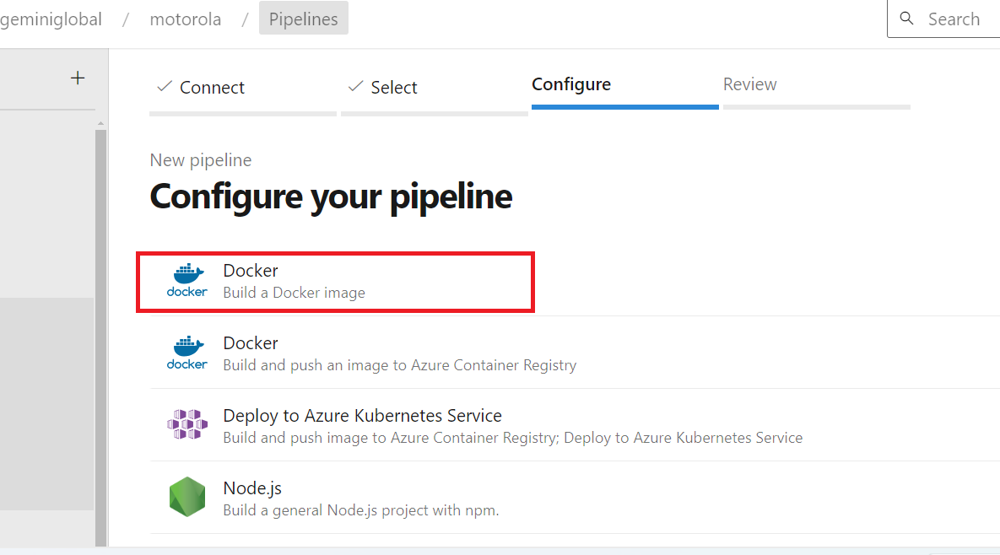 geminiglobal / motorola / Pipelines
Search
Connect
Select
Configure
Review
New pipeline
Configure your pipeline
docker
Docker
Build a Docker image
docker
Docker
Build and push an image to Azure Container Registry
Deploy to Azure Kubernetes Service
Build and push image to Azure Container Registry; Deploy to Azure Kubernetes Service
Node.js
Build a general Node.js project with npm.